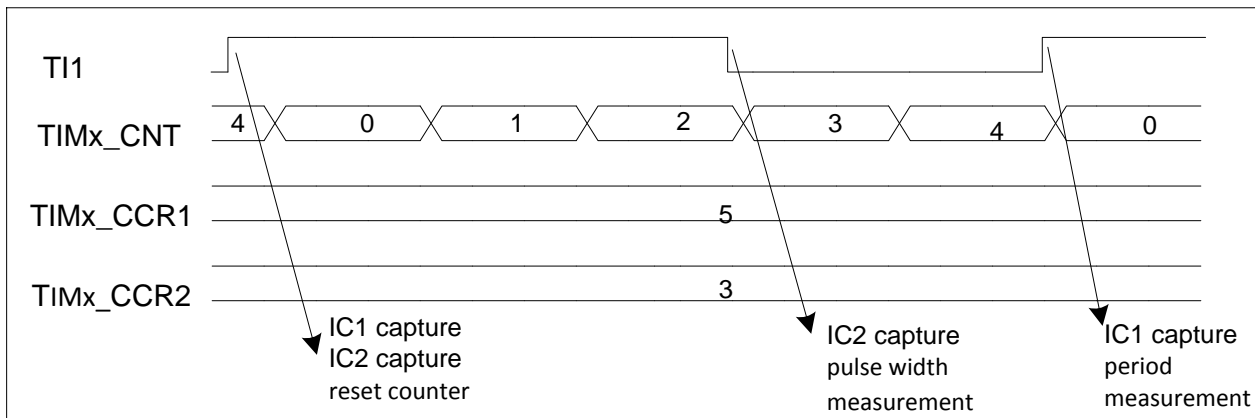 TI1
TIMx_CNT
4 0 1 2 3 4 0
TIMx_CCR1
5
TIMx_CCR2
3
IC1 capture
IC2 capture
reset counter
IC2 capture
pulse width
measurement
IC1 capture
period
measurement